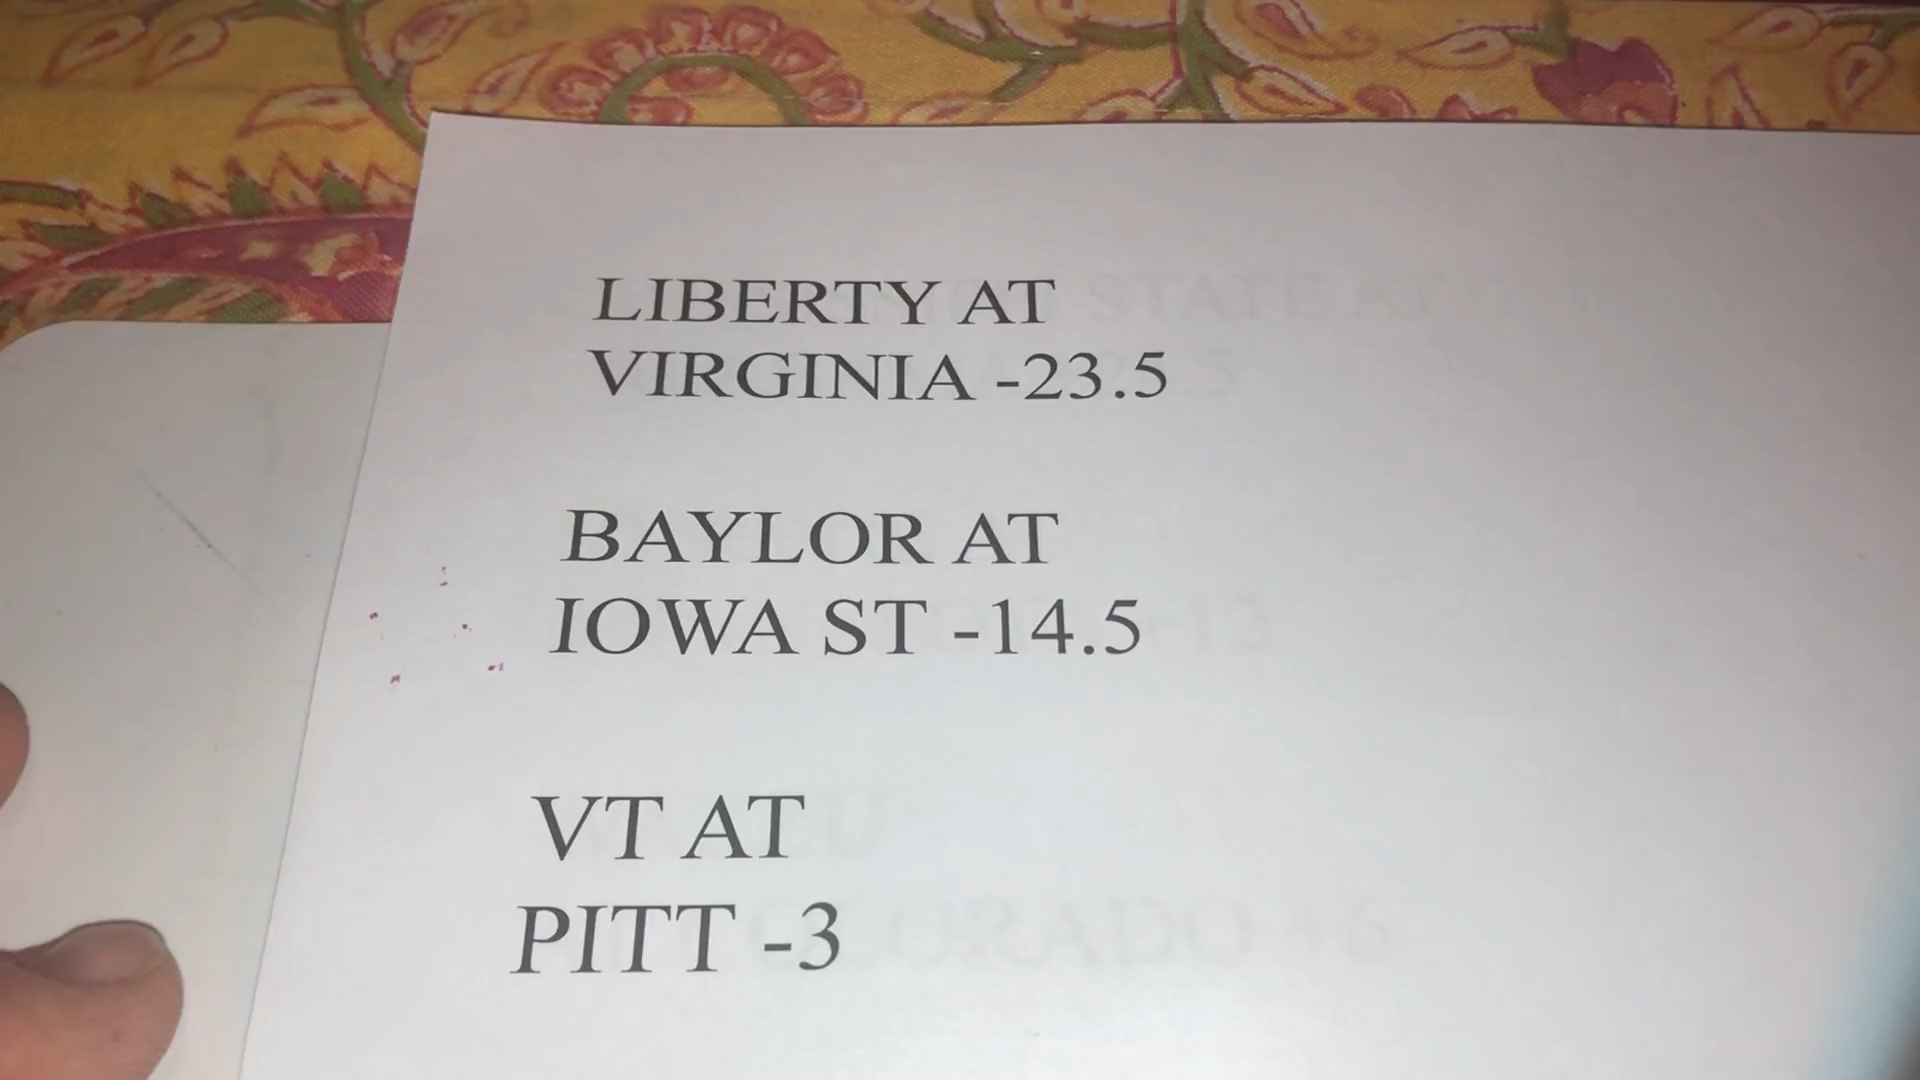 LIBERTY AT
VIRGINIA -23.5
BAYLOR AT
IOWA ST -14.5
VT AT
PITT -3